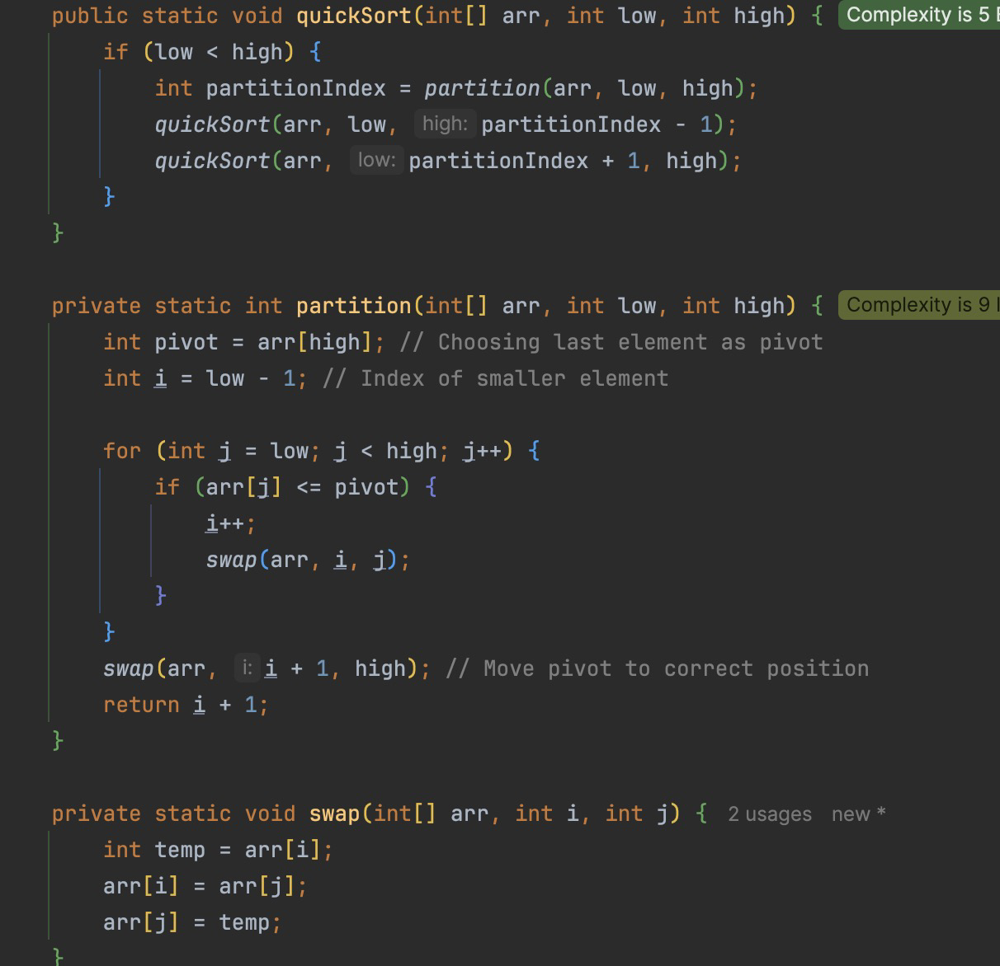 public static void quickSort(int[] arr, int low, int high) { Complexity is 5
if (low < high) {
int partitionIndex = partition(arr, low, high);
quickSort(arr, low, high: partitionIndex - 1);
quickSort(arr, low: partitionIndex + 1, high);
}
}
private static int partition(int[] arr, int low, int high) { Complexity is 9
int pivot = arr[high]; // Choosing last element as pivot
int i = low - 1; // Index of smaller element
for (int j = low; j < high; j++) {
if (arr[j] <= pivot) {
i++;
swap(arr, i, j);
}
}
swap(arr, i: i + 1, high); // Move pivot to correct position
return i + 1;
}
private static void swap(int[] arr, int i, int j) { 2 usages new *
int temp = arr[i];
arr[i] = arr[j];
arr[j] = temp;
}